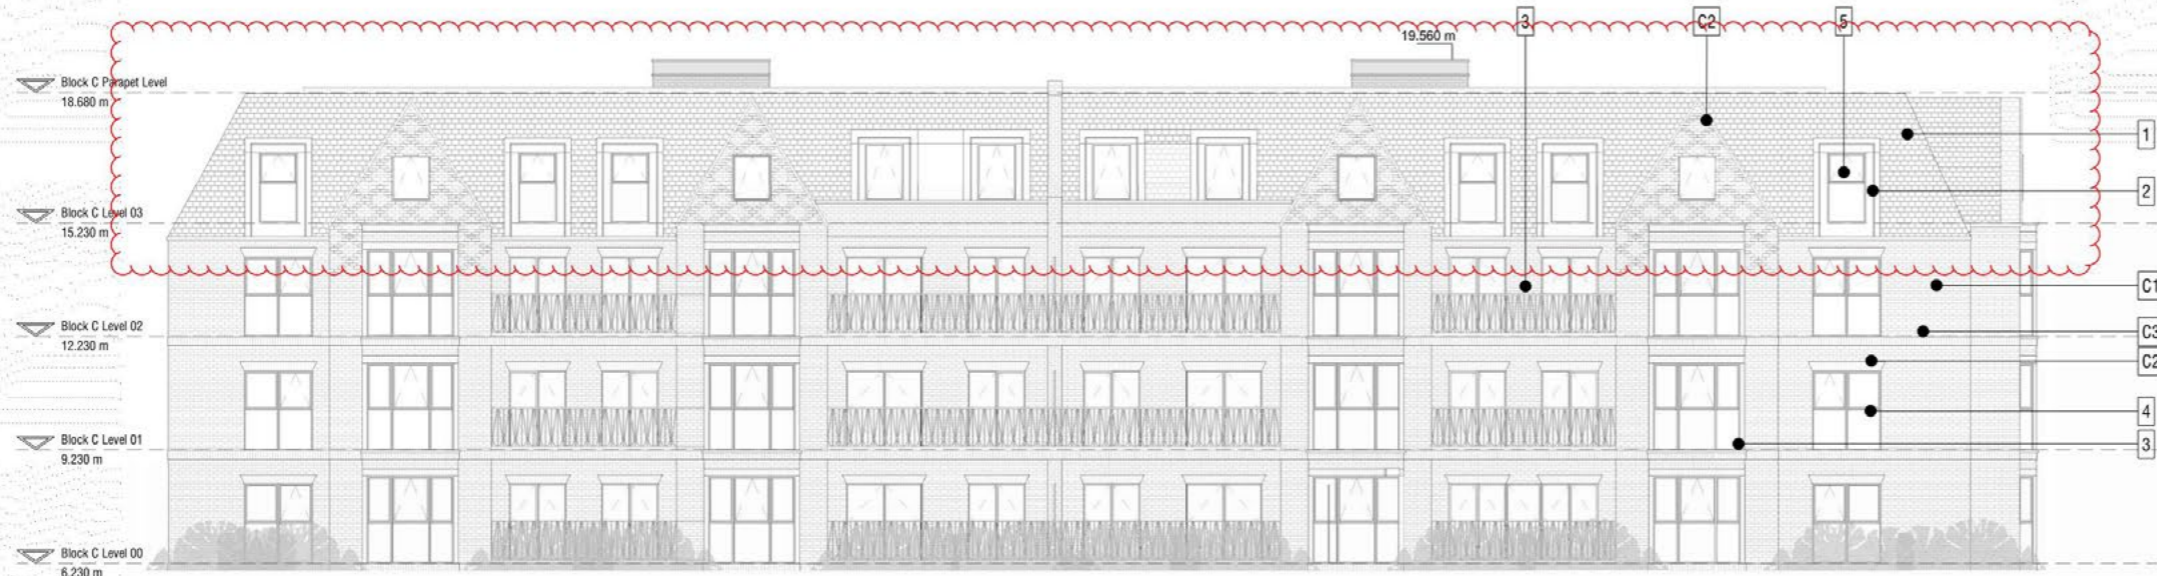 3
C2
5
19.560 m
Block C Parapet Level
18.680 m
1
2
Block C Level 03
15.230 m
C1
Block C Level 02
12.230 m
C3
C2
4
Block C Level 01
9.230 m
3
Block C Level 00
6.230 m